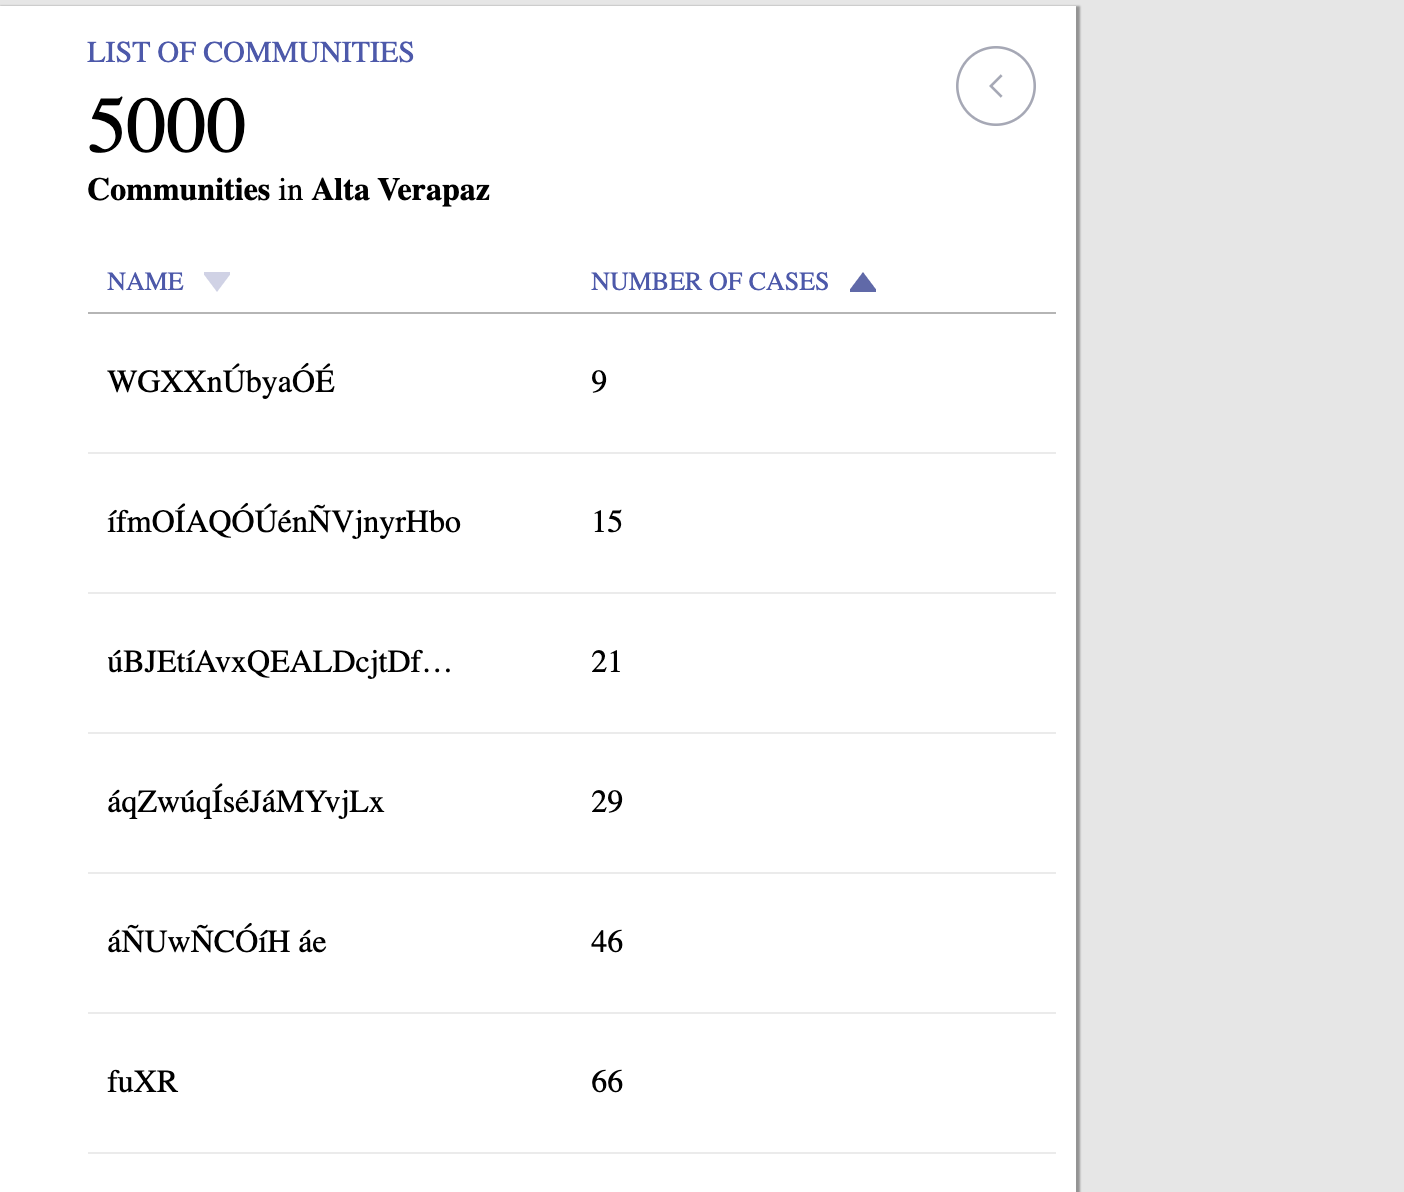 LIST OF COMMUNITIES
5000
Communities in Alta Verapaz
NAME NUMBER OF CASES
WGXXnÚbyaÓÉ 9
ífmOÍAQÓÚénÑVjnyrHbo 15
úBJEtíAvxQEALDcjtDf… 21
áqZwúqÍséJáMYvjLx 29
áÑUwÑCÓíH áe 46
fuXR 66